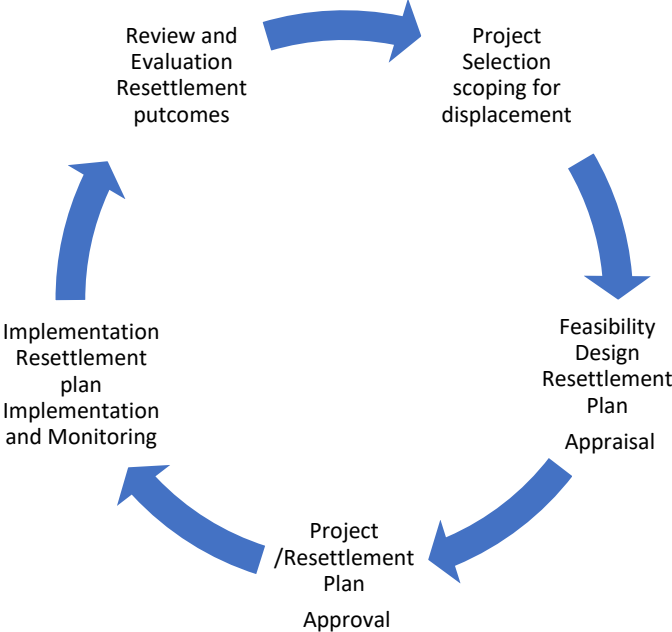 Review and
Evaluation
Resettlement
putcomes
Project
Selection
scoping for
displacement
Feasibility
Design
Resettlement
Plan
Appraisal
Project
/Resettlement
Plan
Approval
Implementation
Resettlement
plan
Implementation
and Monitoring